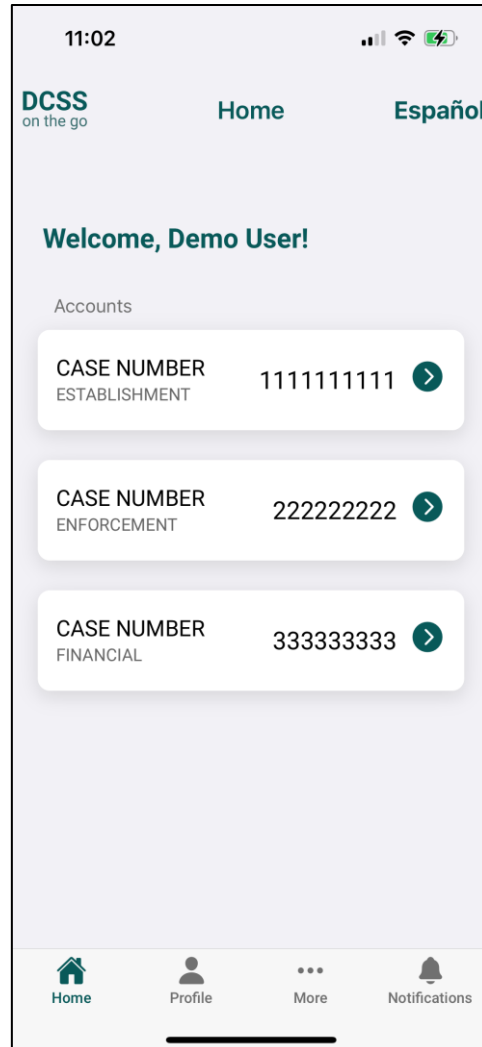 11:02
DCSS
on the go
Home
Español
Welcome, Demo User!
Accounts
CASE NUMBER
ESTABLISHMENT
1111111111
CASE NUMBER
ENFORCEMENT
222222222
CASE NUMBER
FINANCIAL
333333333
Home
Profile
More
Notifications